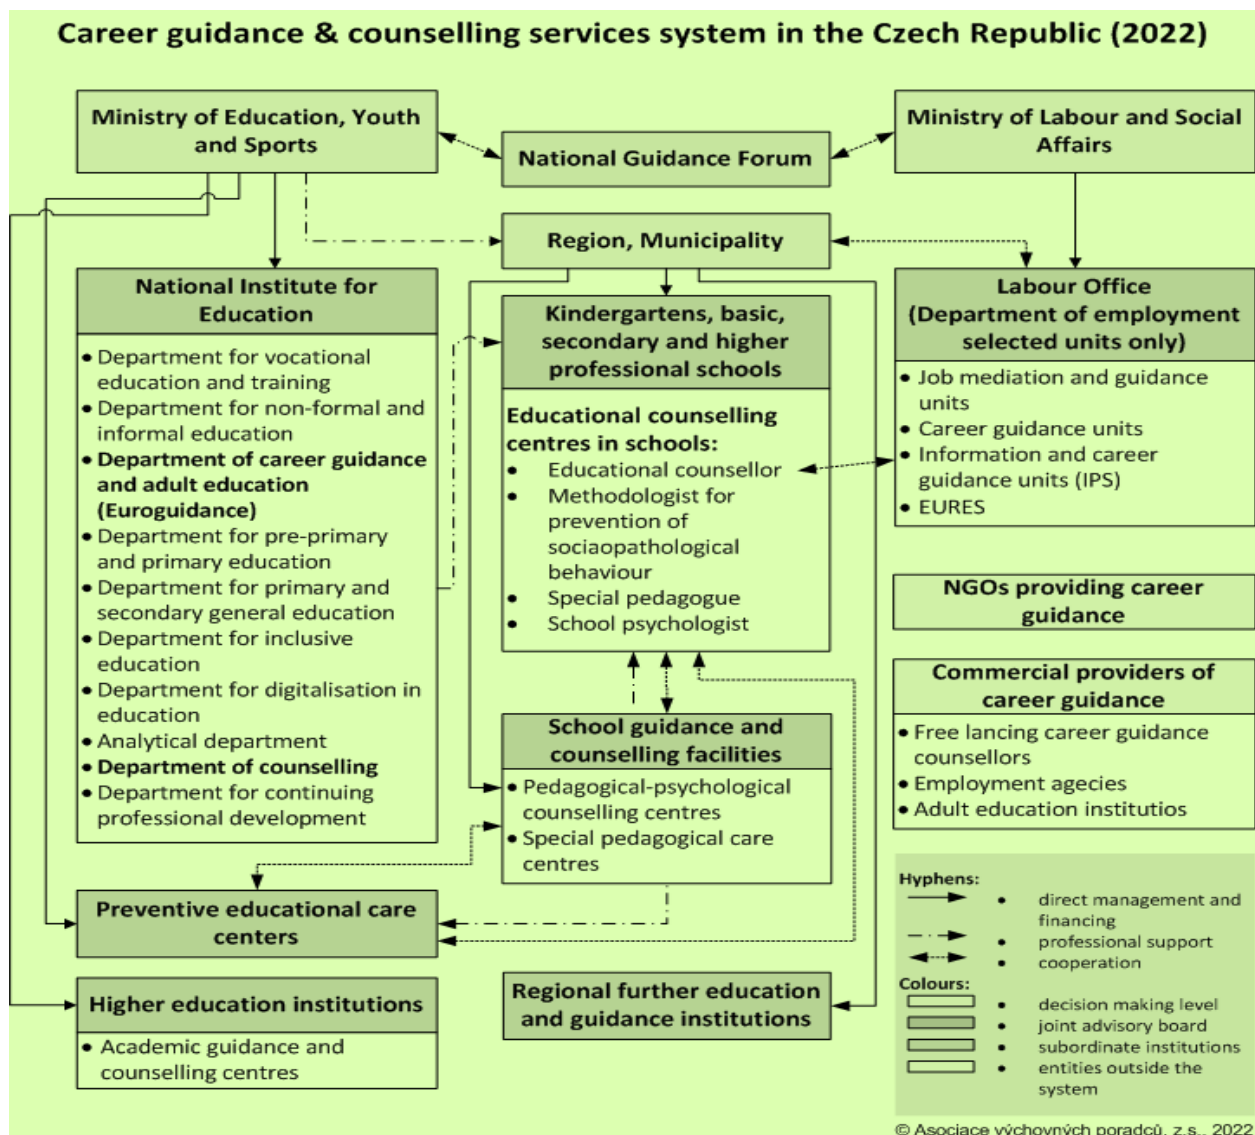 Career guidance & counselling services system in the Czech Republic (2022)
Ministry of Education, Youth
and Sports
National Guidance Forum
Ministry of Labour and Social
Affairs
Region, Municipality
National Institute for
Education
• Department for vocational
education and training
• Department for non-formal and
informal education
• Department of career guidance
and adult education
(Euroguidance)
• Department for pre-primary
and primary education
• Department for primary and
secondary general education
• Department for inclusive
education
• Department for digitalisation in
education
• Analytical department
• Department of counselling
• Department for continuing
professional development
Kindergartens, basic,
secondary and higher
professional schools
Educational counselling
centres in schools:
• Educational counsellor
• Methodologist for
prevention of
sociaopathological
behaviour
• Special pedagogue
• School psychologist
Labour Office
(Department of employment
selected units only)
• Job mediation and guidance
units
• Career guidance units
• Information and career
guidance units (IPS)
• EURES
NGOs providing career
guidance
Commercial providers of
career guidance
• Free lancing career guidance
counsellors
• Employment agecies
• Adult education institutios
School guidance and
counselling facilities
• Pedagogical-psychological
counselling centres
• Special pedagogical care
centres
Preventive educational care
centers
Higher education institutions
• Academic guidance and
counselling centres
Regional further education
and guidance institutions
Hyphens:
• direct management and
financing
• professional support
• cooperation
Colours:
• decision making level
• joint advisory board
• subordinate institutions
• entities outside the
system
© Asociace výchovných poradců, z.s., 2022